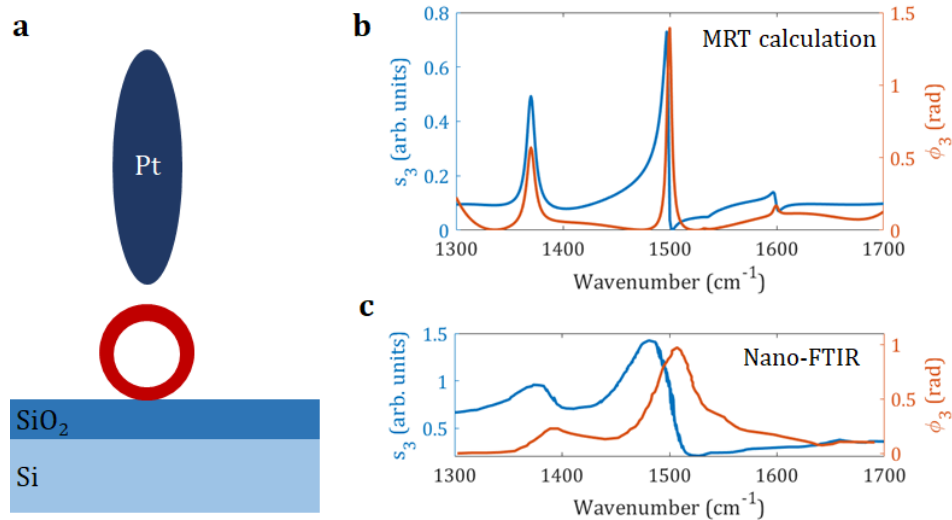 a
Pt
SiO₂
Si
b
MRT calculation
s₃ (arb. units)
0.8
0.6
0.4
0.2
0
ϕ₃ (rad)
1.5
1
0.5
0
1300 1400 1500 1600 1700
Wavenumber (cm⁻¹)
c
Nano-FTIR
s₃ (arb. units)
1.5
1
0.5
ϕ₃ (rad)
1
0.5
0
1300 1400 1500 1600 1700
Wavenumber (cm⁻¹)